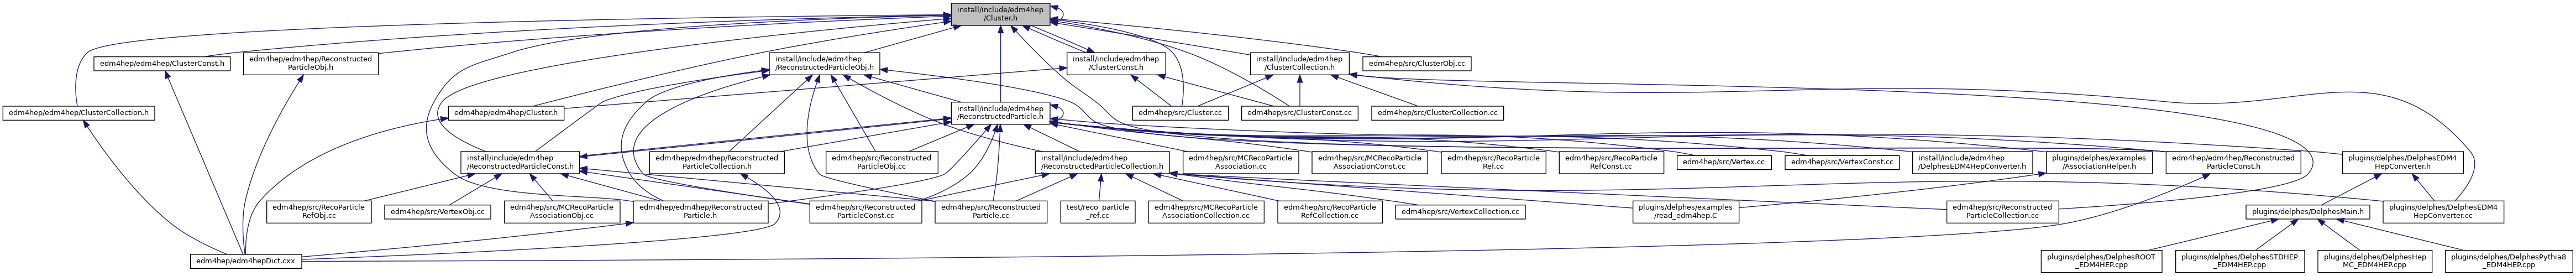 install/include/edm4hep
/Cluster.h
edm4hep/edm4hep/ClusterConst.h
edm4hep/edm4hep/Reconstructed
ParticleObj.h
install/include/edm4hep
/ReconstructedParticleObj.h
install/include/edm4hep
/ClusterConst.h
install/include/edm4hep
/ClusterCollection.h
edm4hep/src/ClusterObj.cc
edm4hep/edm4hep/ClusterCollection.h
edm4hep/edm4hep/Cluster.h
install/include/edm4hep
/ReconstructedParticle.h
edm4hep/src/Cluster.cc
edm4hep/src/ClusterConst.cc
edm4hep/src/ClusterCollection.cc
install/include/edm4hep
/ReconstructedParticleConst.h
edm4hep/edm4hep/Reconstructed
ParticleCollection.h
edm4hep/src/Reconstructed
ParticleObj.cc
install/include/edm4hep
/ReconstructedParticleCollection.h
edm4hep/src/MCRecoParticle
Association.cc
edm4hep/src/MCRecoParticle
AssociationConst.cc
edm4hep/src/RecoParticle
Ref.cc
edm4hep/src/RecoParticle
RefConst.cc
edm4hep/src/Vertex.cc
edm4hep/src/VertexConst.cc
install/include/edm4hep
/DelphesEDM4HepConverter.h
plugins/delphes/examples
/AssociationHelper.h
edm4hep/edm4hep/Reconstructed
ParticleConst.h
plugins/delphes/DelphesEDM4
HepConverter.h
edm4hep/src/RecoParticle
RefObj.cc
edm4hep/src/VertexObj.cc
edm4hep/src/MCRecoParticle
AssociationObj.cc
edm4hep/edm4hep/Reconstructed
Particle.h
edm4hep/src/Reconstructed
ParticleConst.cc
edm4hep/src/Reconstructed
Particle.cc
test/reco_particle
_ref.cc
edm4hep/src/MCRecoParticle
AssociationCollection.cc
edm4hep/src/RecoParticle
RefCollection.cc
edm4hep/src/VertexCollection.cc
plugins/delphes/examples
/read_edm4hep.C
edm4hep/src/Reconstructed
ParticleCollection.cc
plugins/delphes/DelphesMain.h
plugins/delphes/DelphesEDM4
HepConverter.cc
edm4hep/edm4hepDict.cxx
plugins/delphes/DelphesROOT
_EDM4HEP.cpp
plugins/delphes/DelphesSTDHEP
_EDM4HEP.cpp
plugins/delphes/DelphesHep
MC_EDM4HEP.cpp
plugins/delphes/DelphesPythia8
_EDM4HEP.cpp